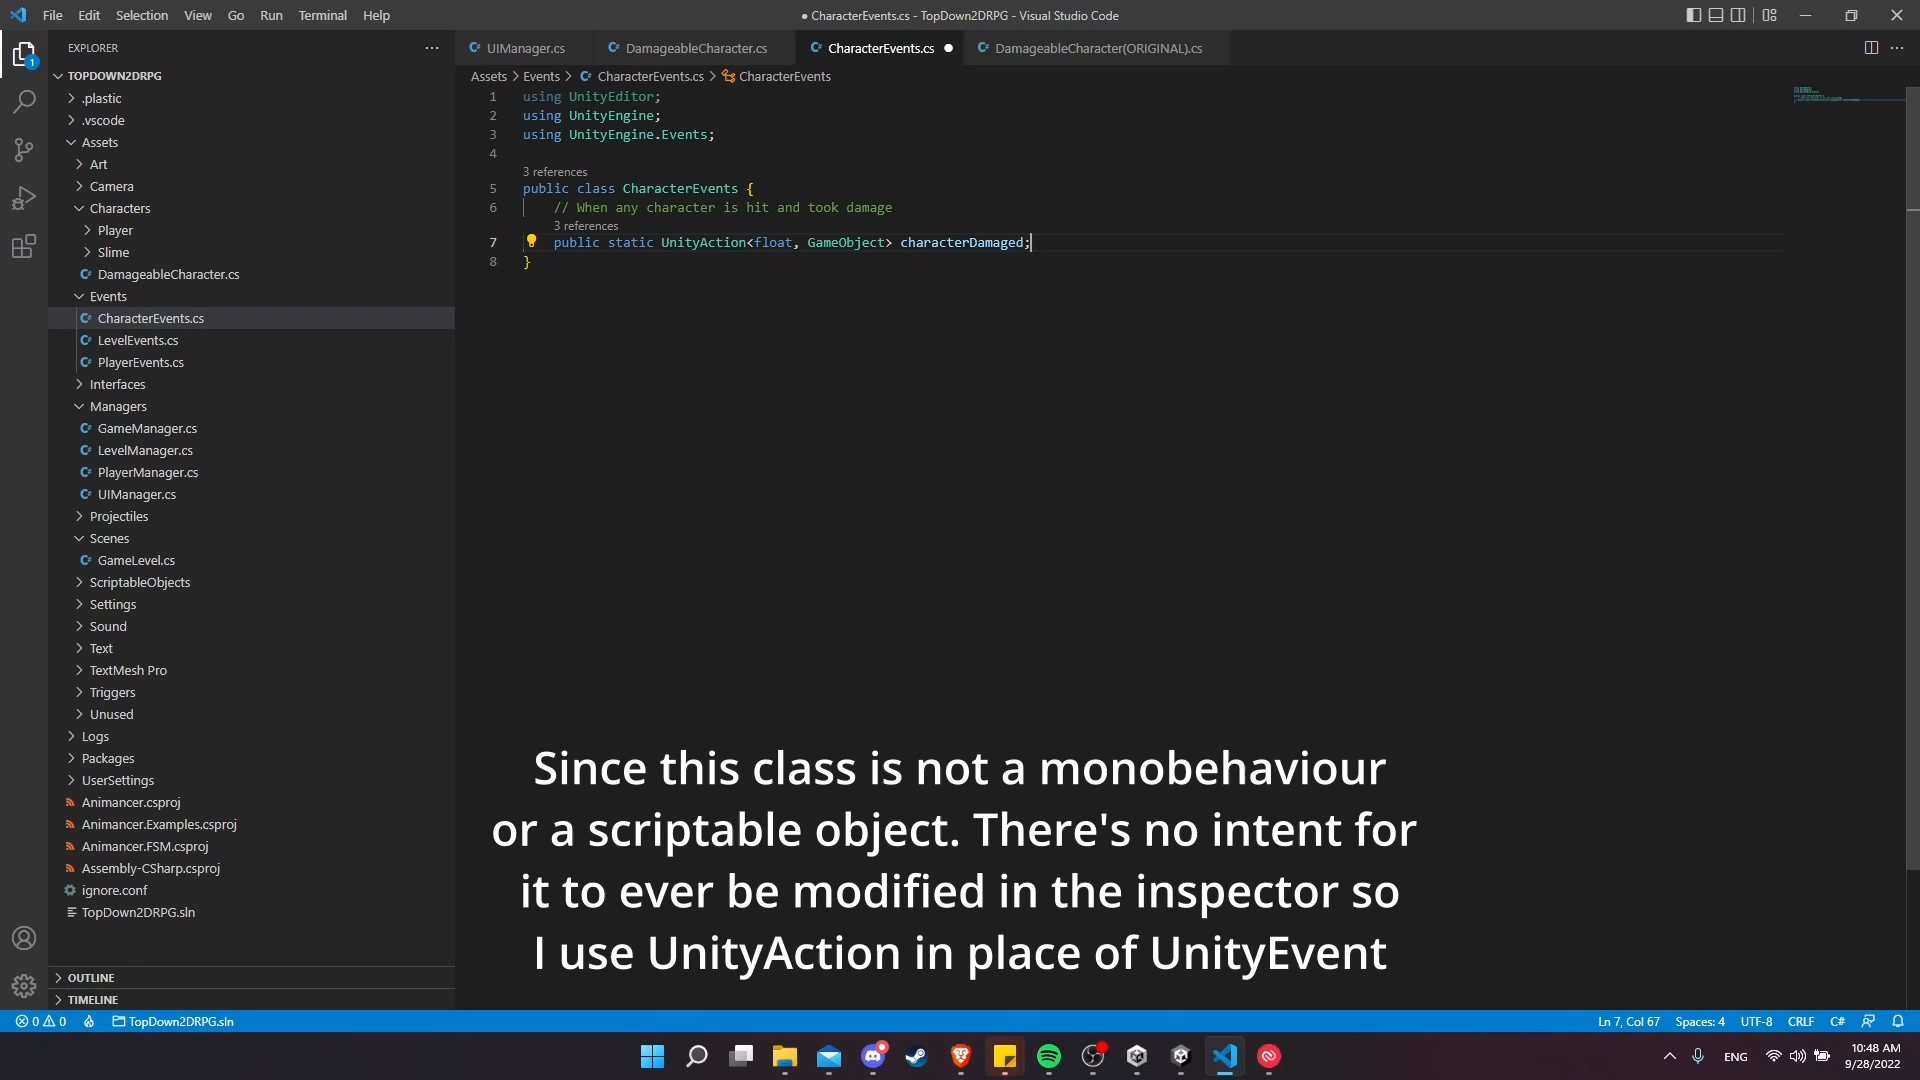 File Edit Selection View Go Run Terminal Help
● CharacterEvents.cs - TopDown2DRPG - Visual Studio Code
EXPLORER
1
TOPDOWN2DRPG
.plastic
.vscode
Assets
Art
Camera
Characters
Player
Slime
DamageableCharacter.cs
Events
CharacterEvents.cs
LevelEvents.cs
PlayerEvents.cs
Interfaces
Managers
GameManager.cs
LevelManager.cs
PlayerManager.cs
UIManager.cs
Projectiles
Scenes
GameLevel.cs
ScriptableObjects
Settings
Sound
Text
TextMesh Pro
Triggers
Unused
Logs
Packages
UserSettings
Animancer.csproj
Animancer.Examples.csproj
Animancer.FSM.csproj
Assembly-CSharp.csproj
ignore.conf
TopDown2DRPG.sln
OUTLINE
TIMELINE
UIManager.cs DamageableCharacter.cs CharacterEvents.cs DamageableCharacter(ORIGINAL).cs
Assets > Events > CharacterEvents.cs > CharacterEvents
1 using UnityEditor;
2 using UnityEngine;
3 using UnityEngine.Events;
4
3 references
5 public class CharacterEvents {
6 // When any character is hit and took damage
3 references
7 public static UnityAction<float, GameObject> characterDamaged;
8 }
Since this class is not a monobehaviour
or a scriptable object. There's no intent for
it to ever be modified in the inspector so
I use UnityAction in place of UnityEvent
0 0 TopDown2DRPG.sln
Ln 7, Col 67 Spaces: 4 UTF-8 CRLF C#
ENG
10:48 AM
9/28/2022